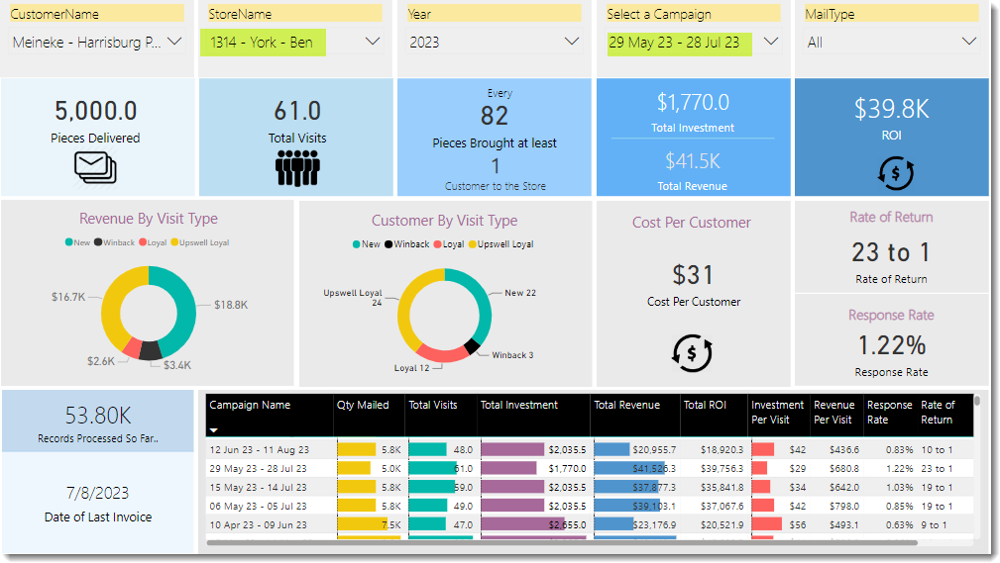 CustomerName
Meineke - Harrisburg P...
StoreName
1314 - York - Ben
Year
2023
Select a Campaign
29 May 23 - 28 Jul 23
MailType
All
5,000.0
Pieces Delivered
61.0
Total Visits
Every
82
Pieces Brought at least
1
Customer to the Store
$1,770.0
Total Investment
$41.5K
Total Revenue
$39.8K
ROI
Revenue By Visit Type
New Winback Loyal Upswell Loyal
$16.7K
$18.8K
$2.6K
$3.4K
Customer By Visit Type
New Winback Loyal Upswell Loyal
Upswell Loyal
24
New 22
Winback 3
Loyal 12
Cost Per Customer
$31
Cost Per Customer
Rate of Return
23 to 1
Rate of Return
Response Rate
1.22%
Response Rate
53.80K
Records Processed So Far..
7/8/2023
Date of Last Invoice
Campaign Name Qty Mailed Total Visits Total Investment Total Revenue Total ROI Investment Per Visit Revenue Per Visit Response Rate Rate of Return
12 Jun 23 - 11 Aug 23 5.8K 48.0 $2,035.5 $20,955.7 $18,920.3 $42 $436.6 0.83% 10 to 1
29 May 23 - 28 Jul 23 5.0K 61.0 $1,770.0 $41,526.3 $39,756.3 $29 $680.8 1.22% 23 to 1
15 May 23 - 14 Jul 23 5.8K 59.0 $2,035.5 $37,877.3 $35,841.8 $34 $642.0 1.03% 19 to 1
06 May 23 - 05 Jul 23 5.8K 49.0 $2,035.5 $39,103.1 $37,067.6 $42 $798.0 0.85% 19 to 1
10 Apr 23 - 09 Jun 23 7.5K 47.0 $2,655.0 $23,176.9 $20,521.9 $56 $493.1 0.63% 9 to 1